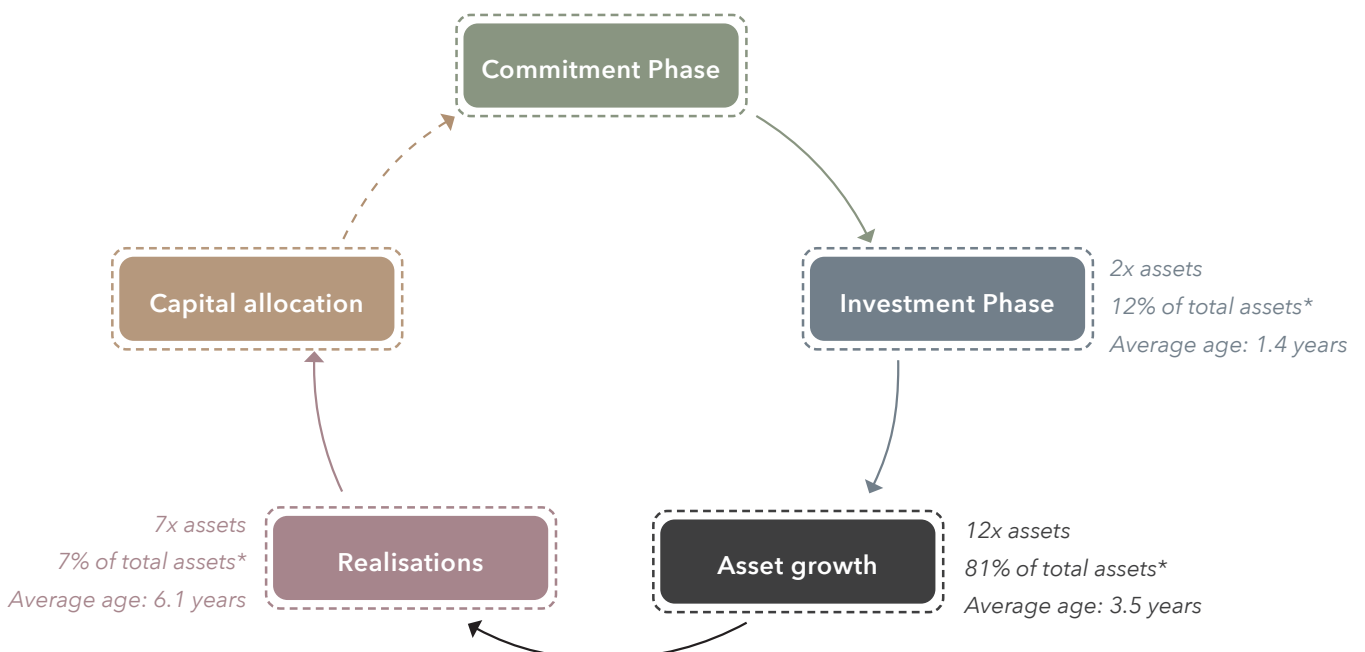 Commitment Phase
Capital allocation
Investment Phase
2x assets
12% of total assets*
Average age: 1.4 years
7x assets
7% of total assets*
Average age: 6.1 years
Realisations
Asset growth
12x assets
81% of total assets*
Average age: 3.5 years